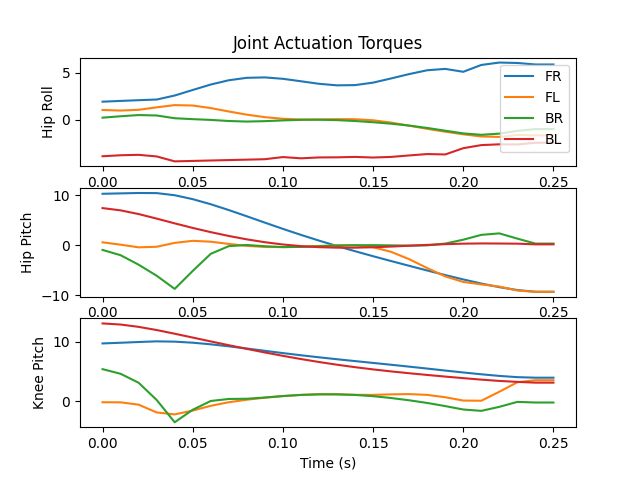 Joint Actuation Torques
Hip Roll
5
0
FR
FL
BR
BL
0.00 0.05 0.10 0.15 0.20 0.25
Hip Pitch
10
0
−10
0.00 0.05 0.10 0.15 0.20 0.25
Knee Pitch
10
0
0.00 0.05 0.10 0.15 0.20 0.25
Time (s)